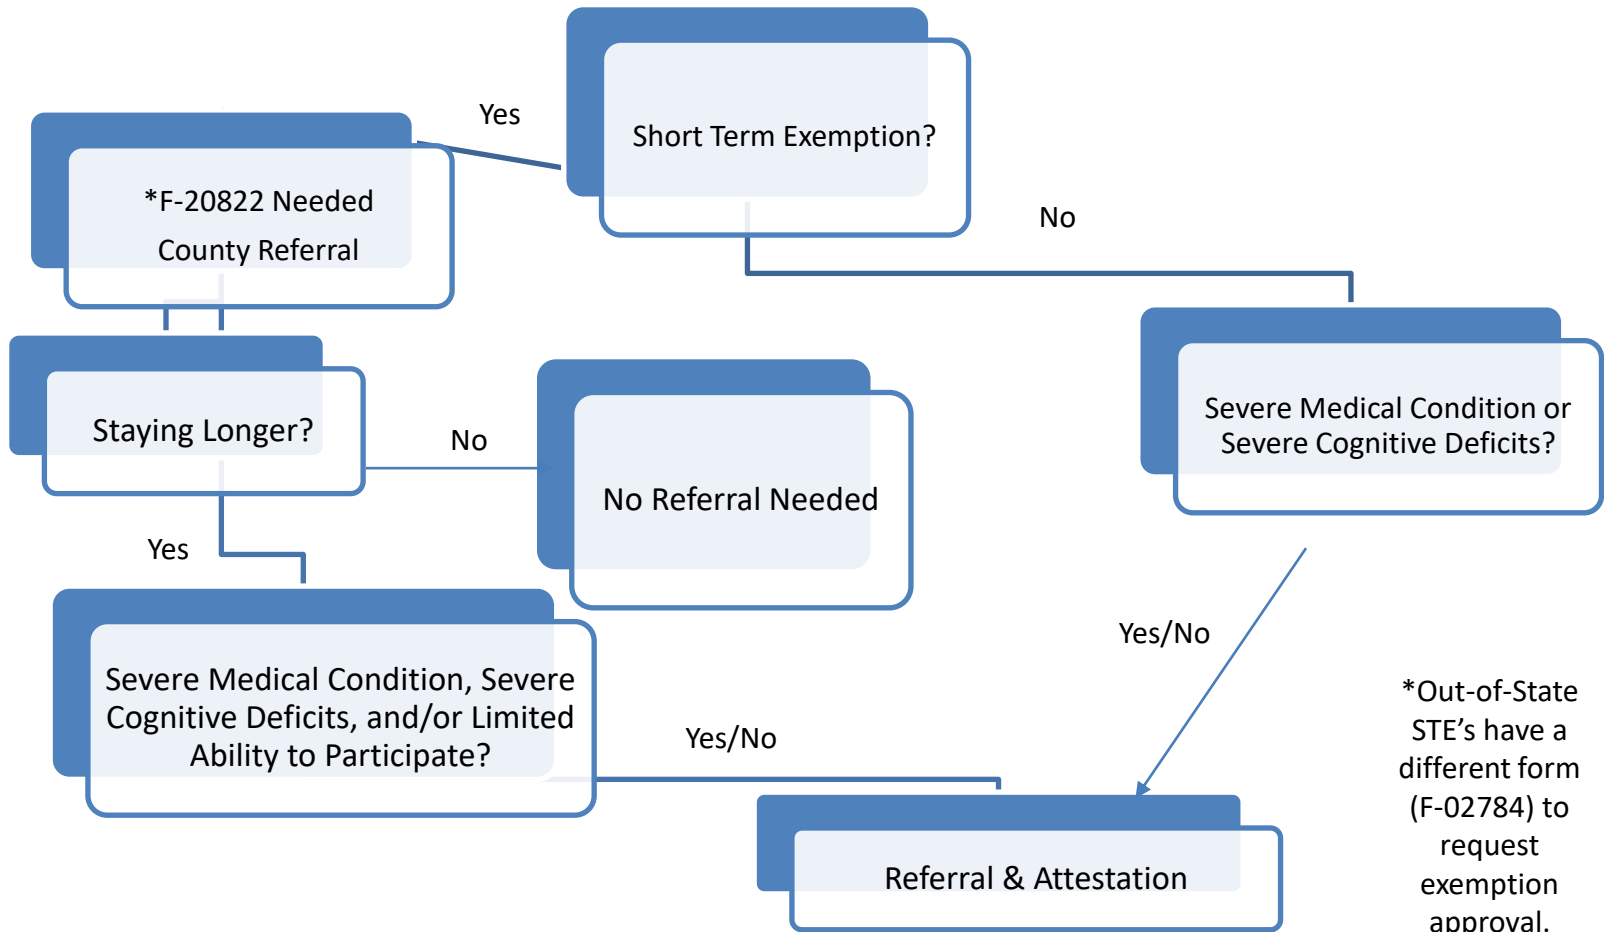 Short Term Exemption?
Yes
No
*F-20822 Needed
County Referral
Staying Longer?
No
No Referral Needed
Severe Medical Condition or
Severe Cognitive Deficits?
Yes
Severe Medical Condition, Severe
Cognitive Deficits, and/or Limited
Ability to Participate?
Yes/No
Yes/No
Referral & Attestation
*Out-of-State
STE’s have a
different form
(F-02784) to
request
exemption
approval.